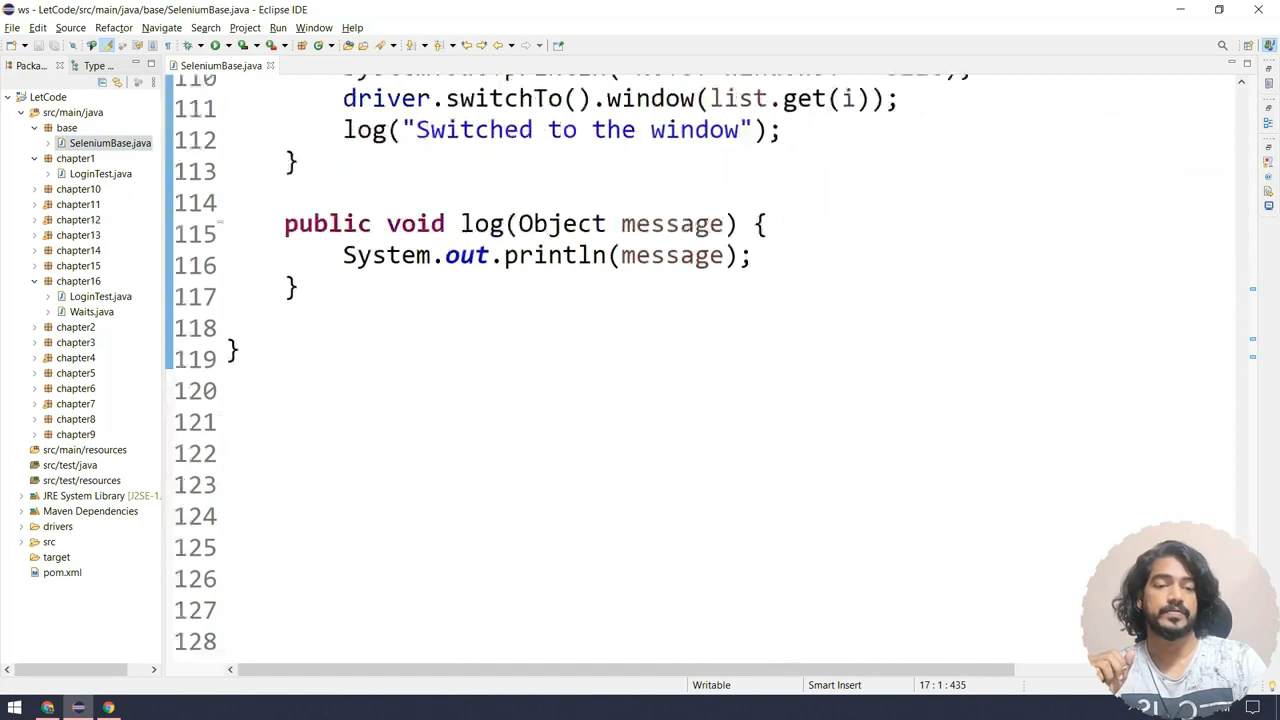 ws - LetCode/src/main/java/base/SeleniumBase.java - Eclipse IDE
File Edit Source Refactor Navigate Search Project Run Window Help
Packa... Type ... SeleniumBase.java
LetCode
src/main/java
base
SeleniumBase.java
chapter1
LoginTest.java
chapter10
chapter11
chapter12
chapter13
chapter14
chapter15
chapter16
LoginTest.java
Waits.java
chapter2
chapter3
chapter4
chapter5
chapter6
chapter7
chapter8
chapter9
src/main/resources
src/test/java
src/test/resources
JRE System Library [J2SE-1.
Maven Dependencies
drivers
src
target
pom.xml
110
111 driver.switchTo().window(list.get(i));
112 log("Switched to the window");
113 }
114
115 public void log(Object message) {
116 System.out.println(message);
117 }
118
119 }
120
121
122
123
124
125
126
127
128
Writable Smart Insert 17 : 1 : 435